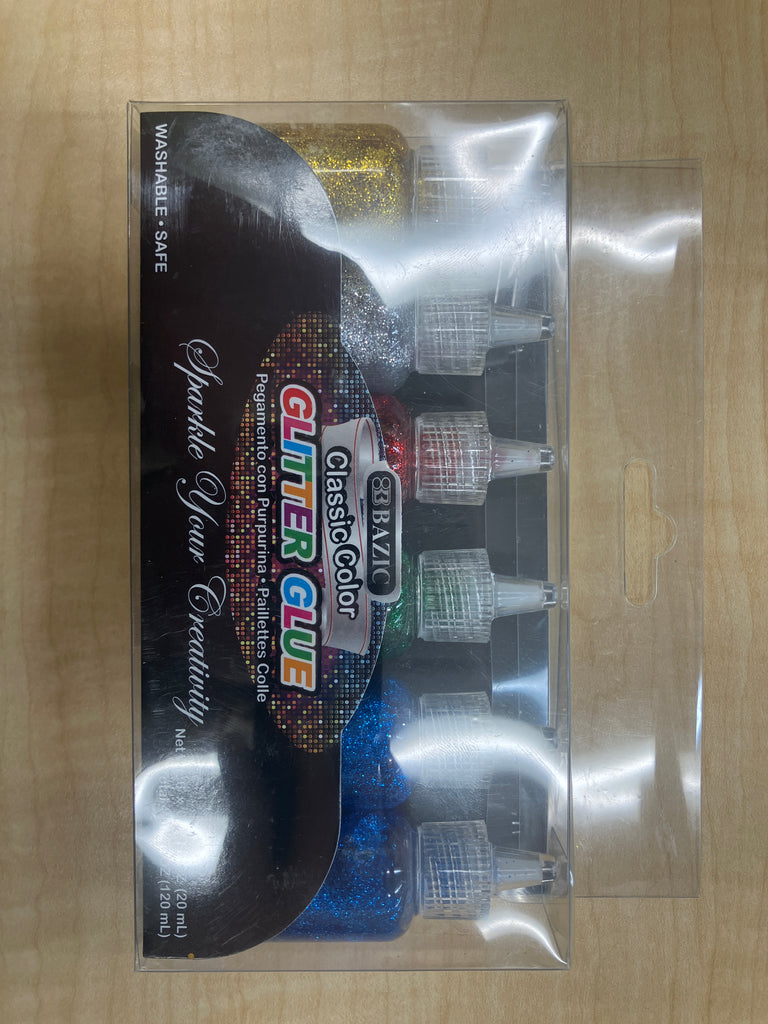 BAZIC
Classic Color
GLITTER GLUE
Pegamento con Purpurina • Paillettes Colle
Sparkle Your Creativity
WASHABLE • SAFE
Net
(20 mL)
(120 mL)